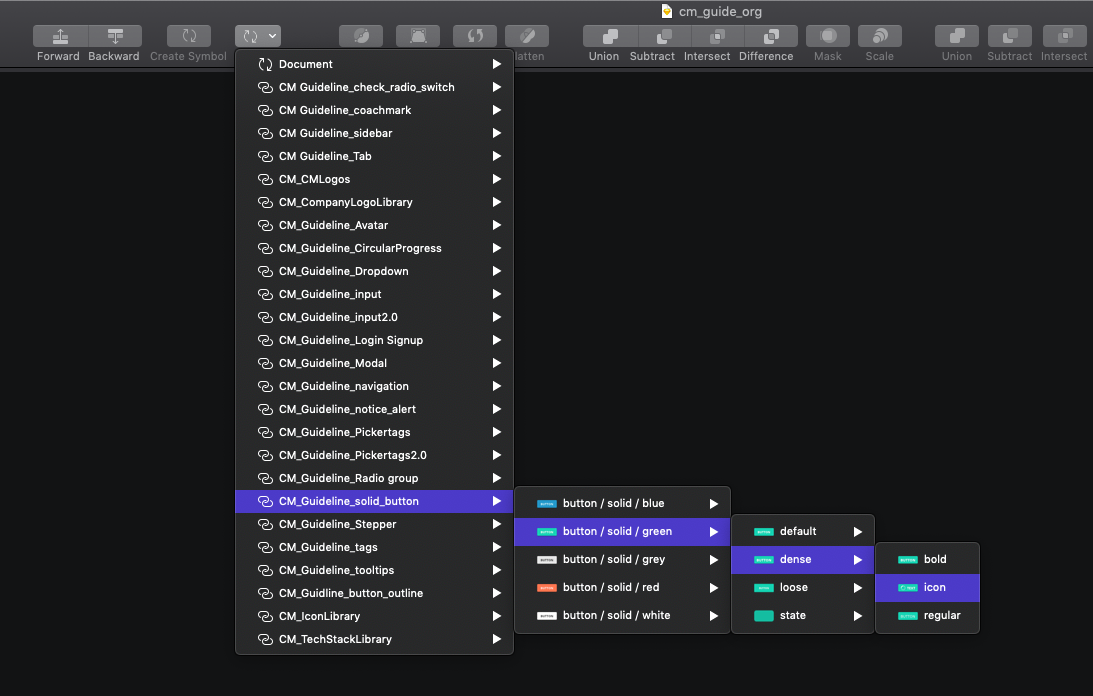 cm_guide_org
Forward Backward Create Symbol
latten Union Subtract Intersect Difference Mask Scale Union Subtract Intersect
Document
CM Guideline_check_radio_switch
CM Guideline_coachmark
CM Guideline_sidebar
CM Guideline_Tab
CM_CMLogos
CM_CompanyLogoLibrary
CM_Guideline_Avatar
CM_Guideline_CircularProgress
CM_Guideline_Dropdown
CM_Guideline_input
CM_Guideline_input2.0
CM_Guideline_Login Signup
CM_Guideline_Modal
CM_Guideline_navigation
CM_Guideline_notice_alert
CM_Guideline_Pickertags
CM_Guideline_Pickertags2.0
CM_Guideline_Radio group
CM_Guideline_solid_button
CM_Guideline_Stepper
CM_Guideline_tags
CM_Guideline_tooltips
CM_Guidline_button_outline
CM_IconLibrary
CM_TechStackLibrary
button / solid / blue
button / solid / green
button / solid / grey
button / solid / red
button / solid / white
default
dense
loose
state
bold
icon
regular